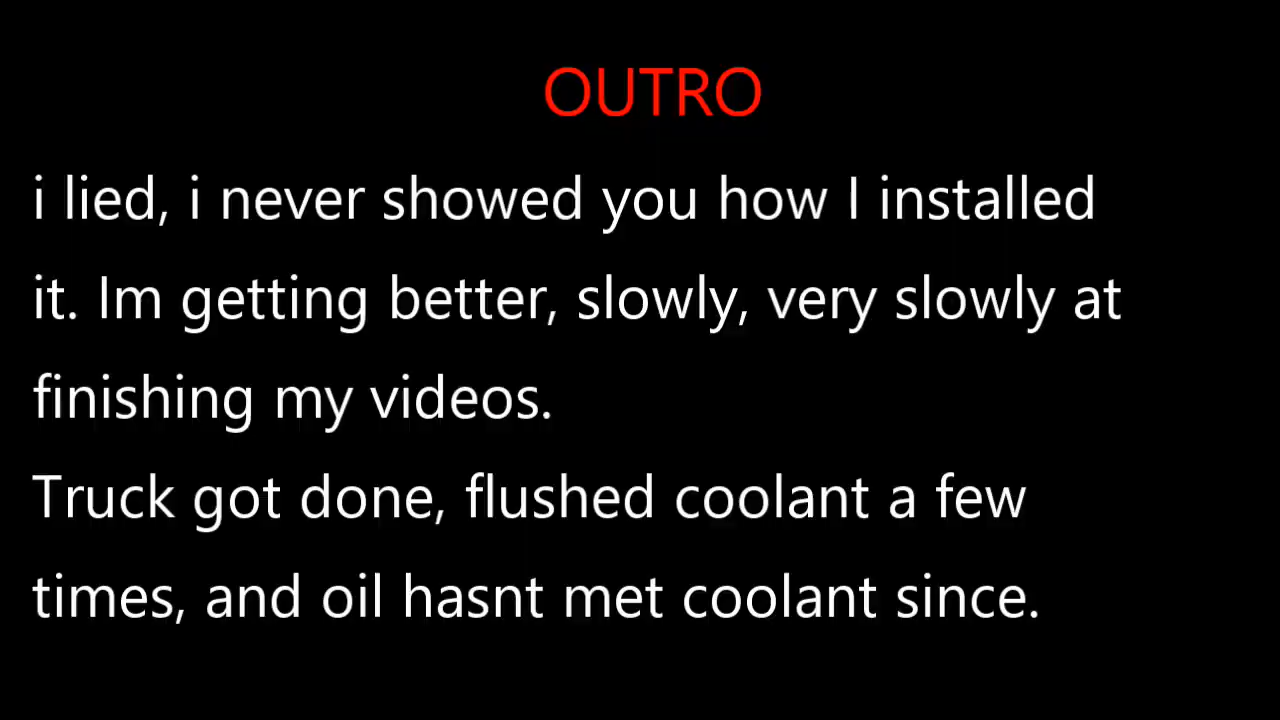 OUTRO
i lied, i never showed you how I installed
it. Im getting better, slowly, very slowly at
finishing my videos.
Truck got done, flushed coolant a few
times, and oil hasnt met coolant since.